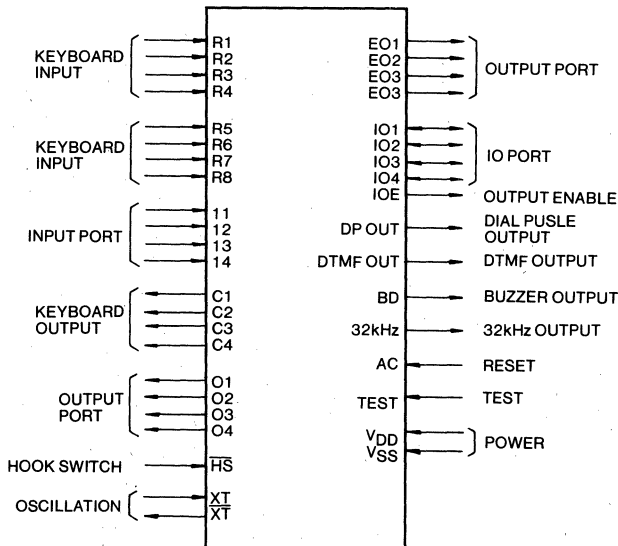 KEYBOARD
INPUT
R1
R2
R3
R4
KEYBOARD
INPUT
R5
R6
R7
R8
INPUT PORT
11
12
13
14
KEYBOARD
OUTPUT
C1
C2
C3
C4
OUTPUT
PORT
O1
O2
O3
O4
HOOK SWITCH
HS
OSCILLATION
XT
XT
EO1
EO2
EO3
EO3
OUTPUT PORT
IO1
IO2
IO3
IO4
IO PORT
IOE
OUTPUT ENABLE
DP OUT
DIAL PUSLE
OUTPUT
DTMF OUT
DTMF OUTPUT
BD
BUZZER OUTPUT
32kHz
32kHz OUTPUT
AC
RESET
TEST
TEST
VDD
VSS
POWER